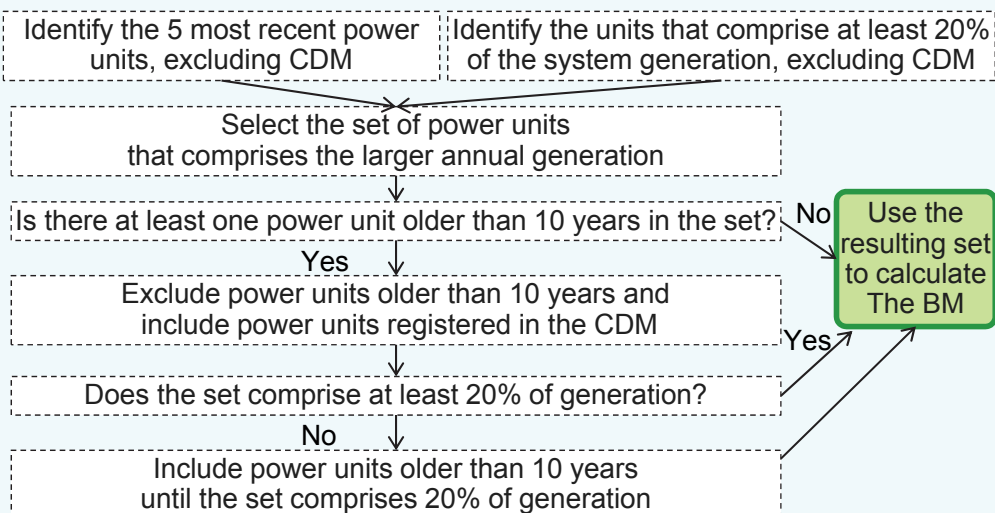 Identify the 5 most recent power
units, excluding CDM
Identify the units that comprise at least 20%
of the system generation, excluding CDM
Select the set of power units
that comprises the larger annual generation
Is there at least one power unit older than 10 years in the set?
No
Use the
resulting set
to calculate
The BM
Yes
Exclude power units older than 10 years and
include power units registered in the CDM
Yes
Does the set comprise at least 20% of generation?
No
Include power units older than 10 years
until the set comprises 20% of generation